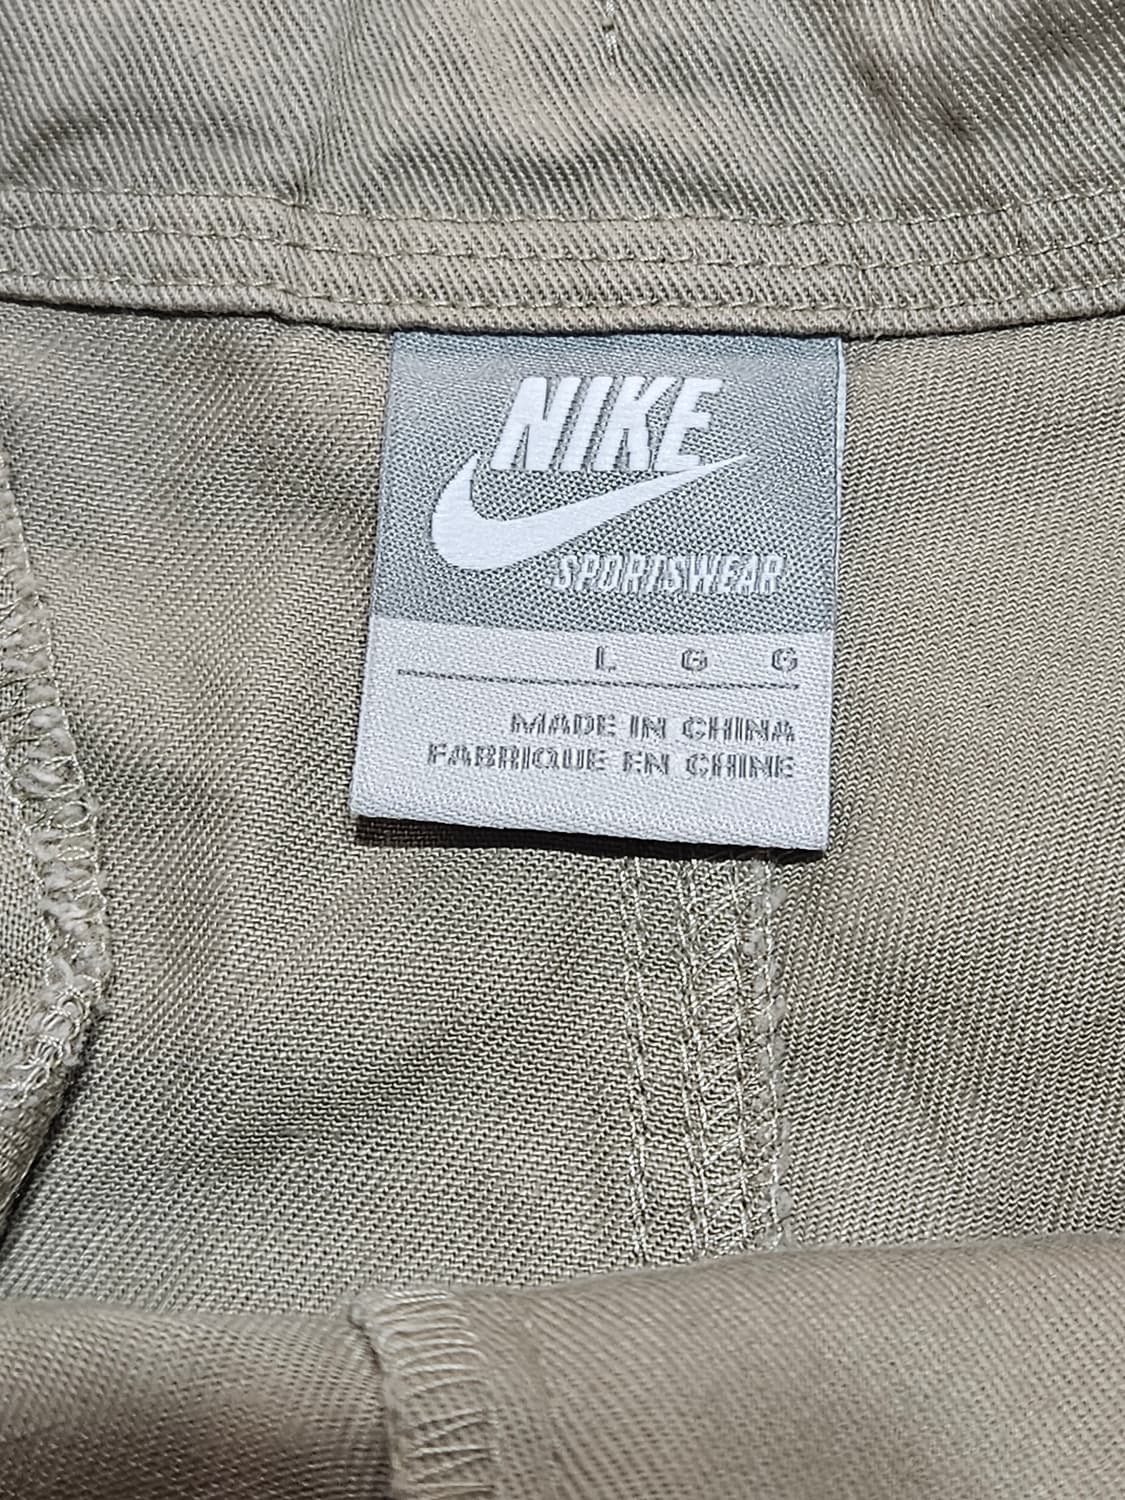 NIKE
SPORTSWEAR
L G G
MADE IN CHINA
FABRIQUE EN CHINE